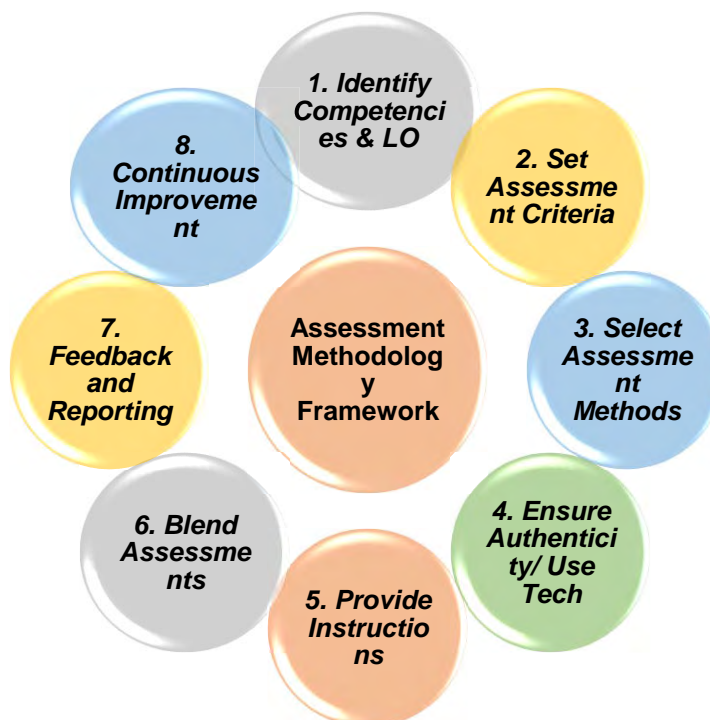 1. Identify
Competenci
es & LO
2. Set
Assessme
nt Criteria
3. Select
Assessme
nt
Methods
4. Ensure
Authentici
ty/ Use
Tech
5. Provide
Instructio
ns
6. Blend
Assessme
nts
7.
Feedback
and
Reporting
8.
Continuous
Improveme
nt
Assessment
Methodolog
y
Framework